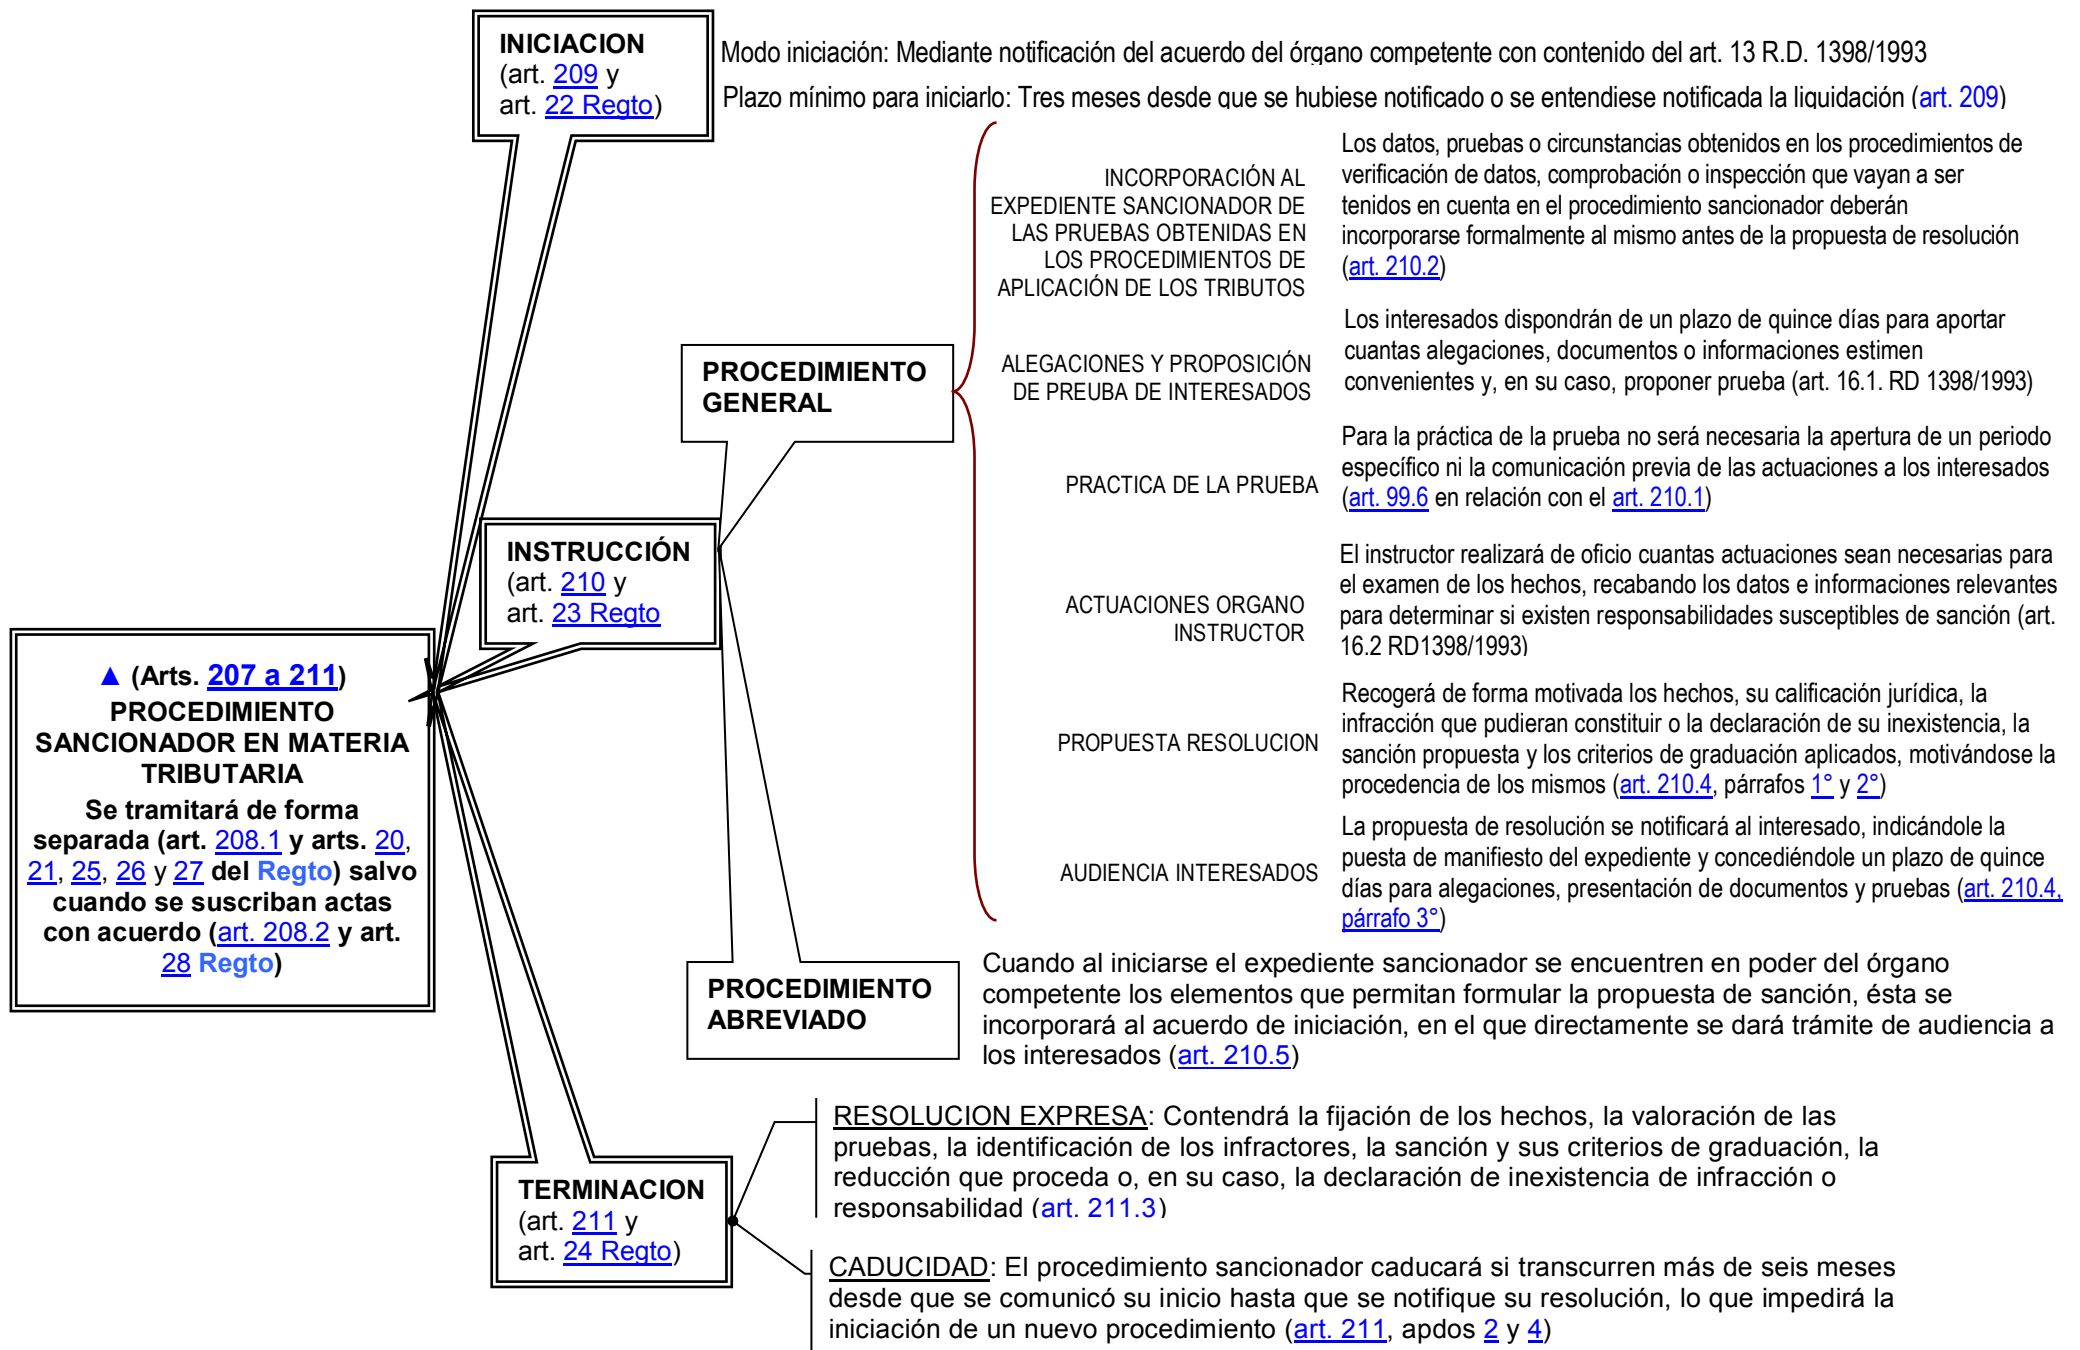 INICIACION
(art. 209 y
art. 22 Regto)
Modo iniciación: Mediante notificación del acuerdo del órgano competente con contenido del art. 13 R.D. 1398/1993
Plazo mínimo para iniciarlo: Tres meses desde que se hubiese notificado o se entendiese notificada la liquidación (art. 209)
INCORPORACIÓN AL
EXPEDIENTE SANCIONADOR DE
LAS PRUEBAS OBTENIDAS EN
LOS PROCEDIMIENTOS DE
APLICACIÓN DE LOS TRIBUTOS
Los datos, pruebas o circunstancias obtenidos en los procedimientos de
verificación de datos, comprobación o inspección que vayan a ser
tenidos en cuenta en el procedimiento sancionador deberán
incorporarse formalmente al mismo antes de la propuesta de resolución
(art. 210.2)
PROCEDIMIENTO
GENERAL
ALEGACIONES Y PROPOSICIÓN
DE PREUBA DE INTERESADOS
Los interesados dispondrán de un plazo de quince días para aportar
cuantas alegaciones, documentos o informaciones estimen
convenientes y, en su caso, proponer prueba (art. 16.1. RD 1398/1993)
PRACTICA DE LA PRUEBA
Para la práctica de la prueba no será necesaria la apertura de un periodo
específico ni la comunicación previa de las actuaciones a los interesados
(art. 99.6 en relación con el art. 210.1)
INSTRUCCIÓN
(art. 210 y
art. 23 Regto
ACTUACIONES ORGANO
INSTRUCTOR
El instructor realizará de oficio cuantas actuaciones sean necesarias para
el examen de los hechos, recabando los datos e informaciones relevantes
para determinar si existen responsabilidades susceptibles de sanción (art.
16.2 RD1398/1993)
▲ (Arts. 207 a 211)
PROCEDIMIENTO
SANCIONADOR EN MATERIA
TRIBUTARIA
Se tramitará de forma
separada (art. 208.1 y arts. 20,
21, 25, 26 y 27 del Regto) salvo
cuando se suscriban actas
con acuerdo (art. 208.2 y art.
28 Regto)
PROPUESTA RESOLUCION
Recogerá de forma motivada los hechos, su calificación jurídica, la
infracción que pudieran constituir o la declaración de su inexistencia, la
sanción propuesta y los criterios de graduación aplicados, motivándose la
procedencia de los mismos (art. 210.4, párrafos 1° y 2°)
AUDIENCIA INTERESADOS
La propuesta de resolución se notificará al interesado, indicándole la
puesta de manifiesto del expediente y concediéndole un plazo de quince
días para alegaciones, presentación de documentos y pruebas (art. 210.4,
párrafo 3°)
PROCEDIMIENTO
ABREVIADO
Cuando al iniciarse el expediente sancionador se encuentren en poder del órgano
competente los elementos que permitan formular la propuesta de sanción, ésta se
incorporará al acuerdo de iniciación, en el que directamente se dará trámite de audiencia a
los interesados (art. 210.5)
TERMINACION
(art. 211 y
art. 24 Regto)
RESOLUCION EXPRESA: Contendrá la fijación de los hechos, la valoración de las
pruebas, la identificación de los infractores, la sanción y sus criterios de graduación, la
reducción que proceda o, en su caso, la declaración de inexistencia de infracción o
responsabilidad (art. 211.3)
CADUCIDAD: El procedimiento sancionador caducará si transcurren más de seis meses
desde que se comunicó su inicio hasta que se notifique su resolución, lo que impedirá la
iniciación de un nuevo procedimiento (art. 211, apdos 2 y 4)